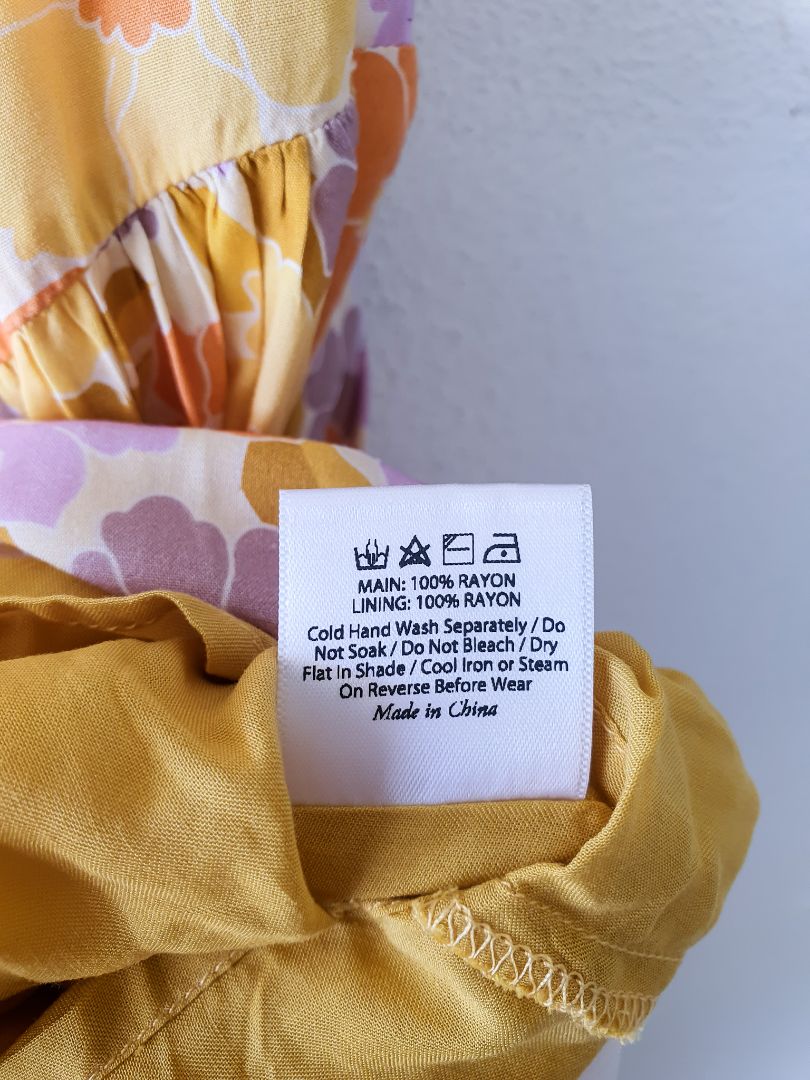 MAIN: 100% RAYON
LINING: 100% RAYON
Cold Hand Wash Separately / Do
Not Soak / Do Not Bleach / Dry
Flat In Shade / Cool Iron or Steam
On Reverse Before Wear
Made in China